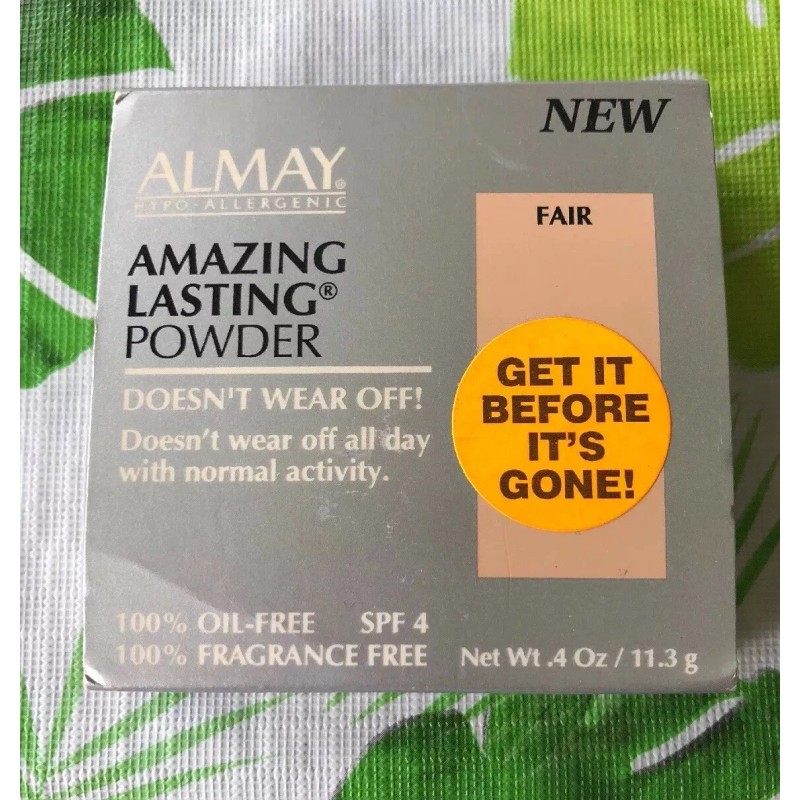 NEW
ALMAY®
HYPO-ALLERGENIC
AMAZING
LASTING®
POWDER
DOESN'T WEAR OFF!
Doesn't wear off all day
with normal activity.
FAIR
GET IT
BEFORE
IT'S
GONE!
100% OIL-FREE SPF 4
100% FRAGRANCE FREE Net Wt .4 Oz / 11.3 g